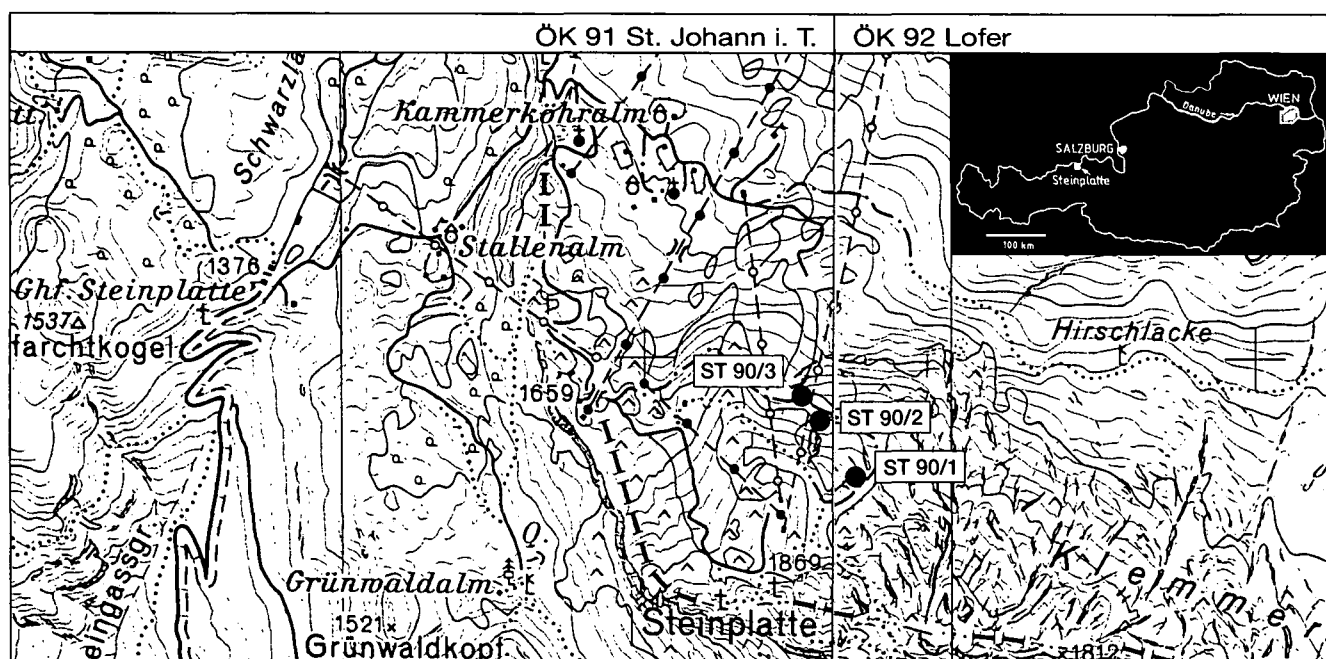 ÖK 91 St. Johann i. T.
ÖK 92 Lofer
Kammerköhralm
Schwarzla
WIEN
Danube
SALZBURG
Steinplatte
100 km
Stallenalm
1376
Ghf. Steinplatte
1537
farchtkogel
Hirschlacke
ST 90/3
1659
ST 90/2
ST 90/1
eingassgr.
1869
Grünwaldalm
Klemmer
Steinplatte
1521
Grünwaldkopf
1812